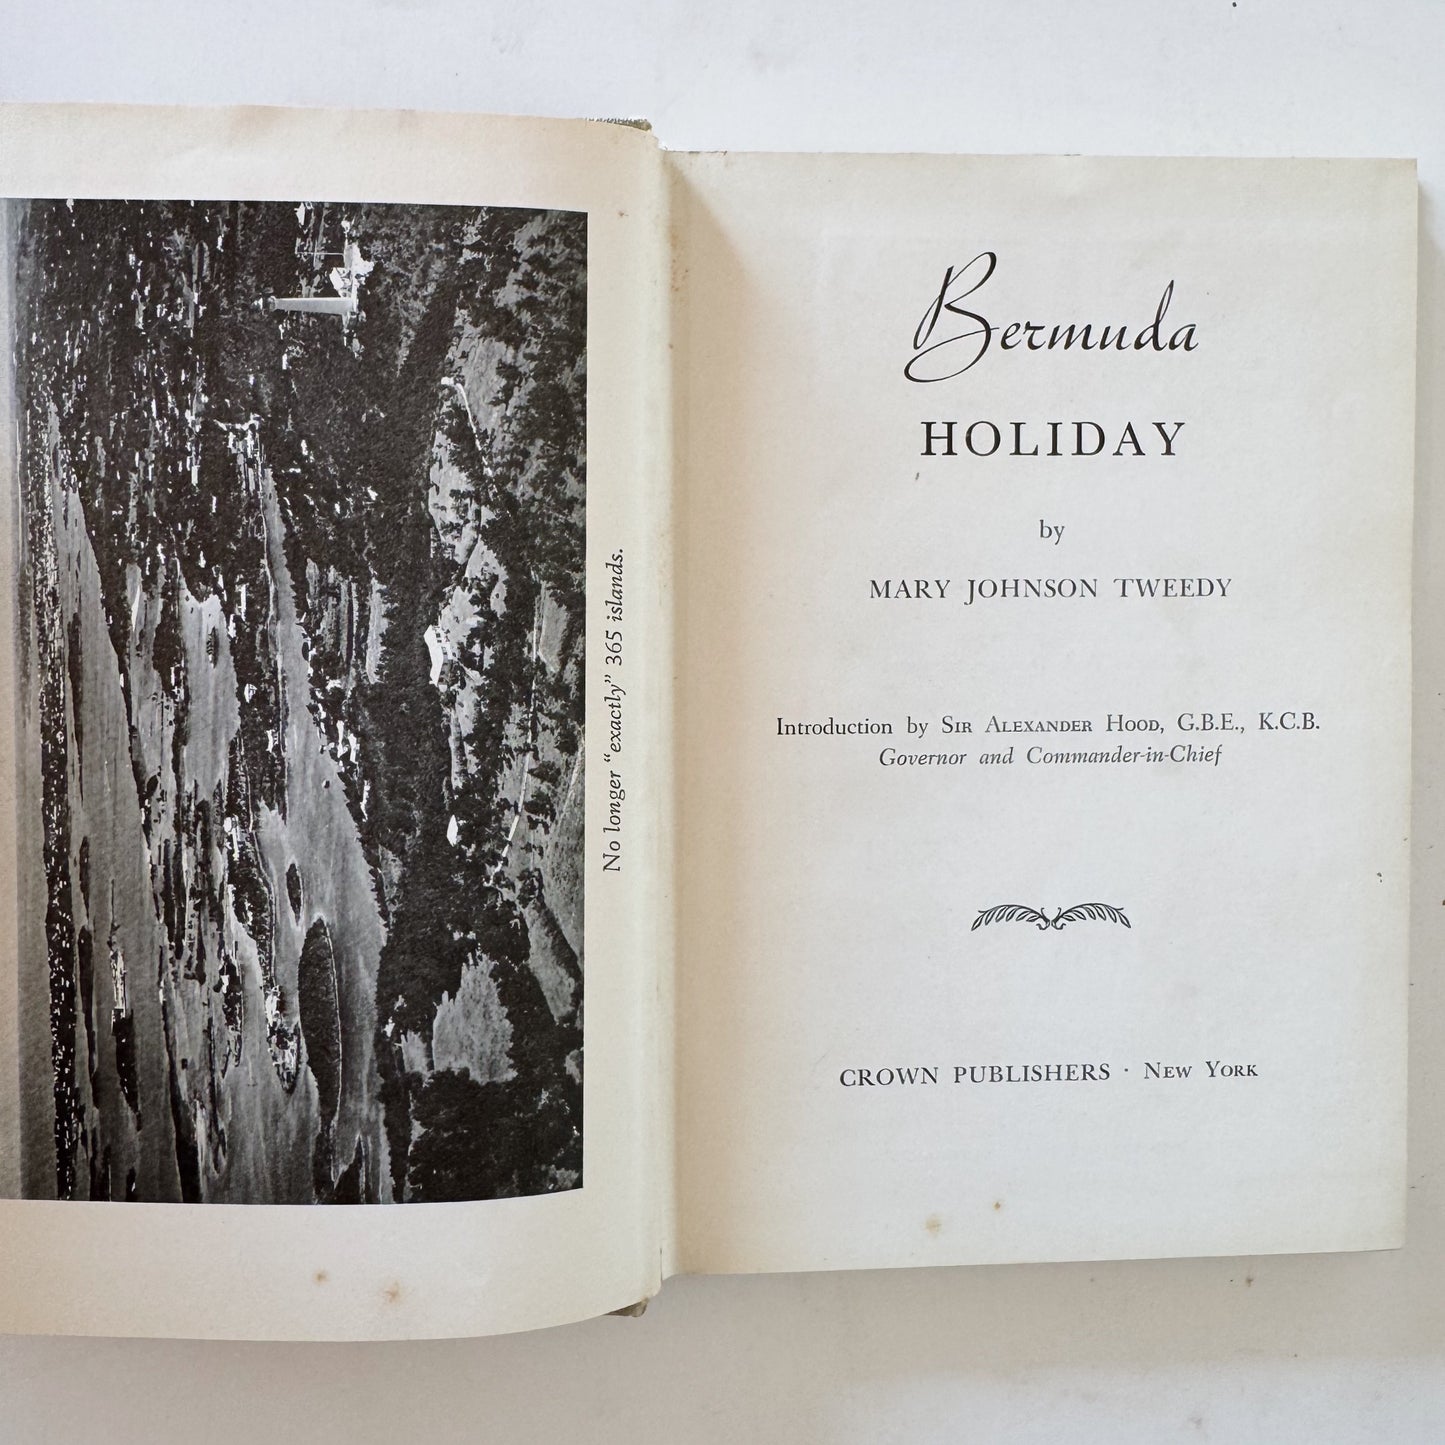 No longer “exactly” 365 islands.
Bermuda
HOLIDAY
by
MARY JOHNSON TWEEDY
Introduction by Sir Alexander Hood, G.B.E., K.C.B.
Governor and Commander-in-Chief
CROWN PUBLISHERS · New York